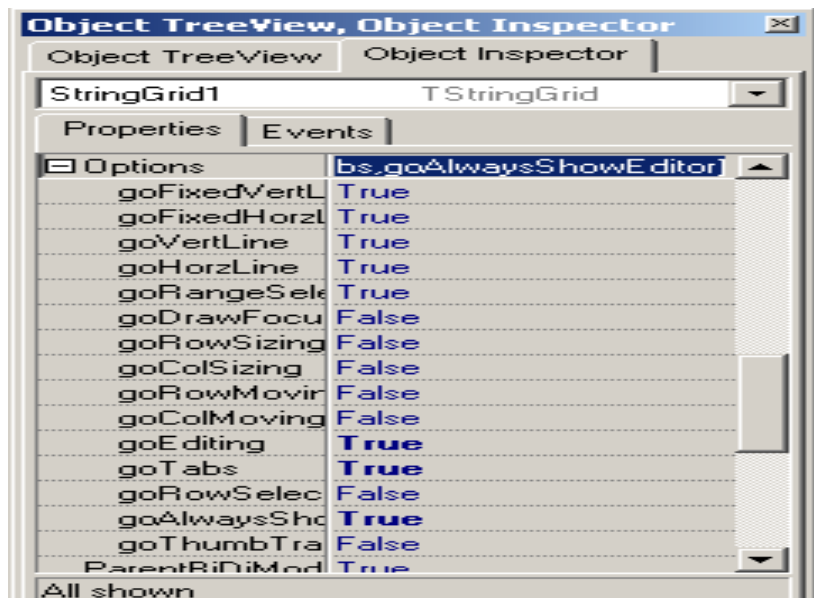 Object TreeView, Object Inspector
Object TreeView Object Inspector
StringGrid1 TStringGrid
Properties Events
Options bs,goAlwaysShowEditor]
goFixedVertL True
goFixedHorzL True
goVertLine True
goHorzLine True
goRangeSele True
goDrawFocu False
goRowSizing False
goColSizing False
goRowMovin False
goColMoving False
goEditing True
goTabs True
goRowSelec False
goAlwaysSho True
goThumbTra False
ParentBiDiMod True
All shown